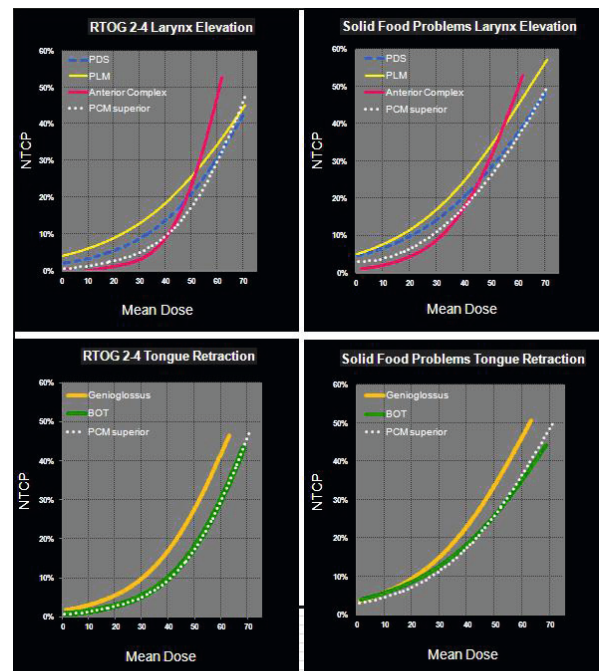 RTOG 2-4 Larynx Elevation
60%
50%
40%
30%
20%
10%
0%
NTCP
PDS
PLM
Anterior Complex
PCM superior
0 10 20 30 40 50 60 70
Mean Dose
Solid Food Problems Larynx Elevation
60%
50%
40%
30%
20%
10%
0%
NTCP
PDS
PLM
Anterior Complex
PCM superior
0 10 20 30 40 50 60 70
Mean Dose
RTOG 2-4 Tongue Retraction
60%
50%
40%
30%
20%
10%
0%
NTCP
Genioglossus
BOT
PCM superior
0 10 20 30 40 50 60 70
Mean Dose
Solid Food Problems Tongue Retraction
60%
50%
40%
30%
20%
10%
0%
NTCP
Genioglossus
BOT
PCM superior
0 10 20 30 40 50 60 70
Mean Dose